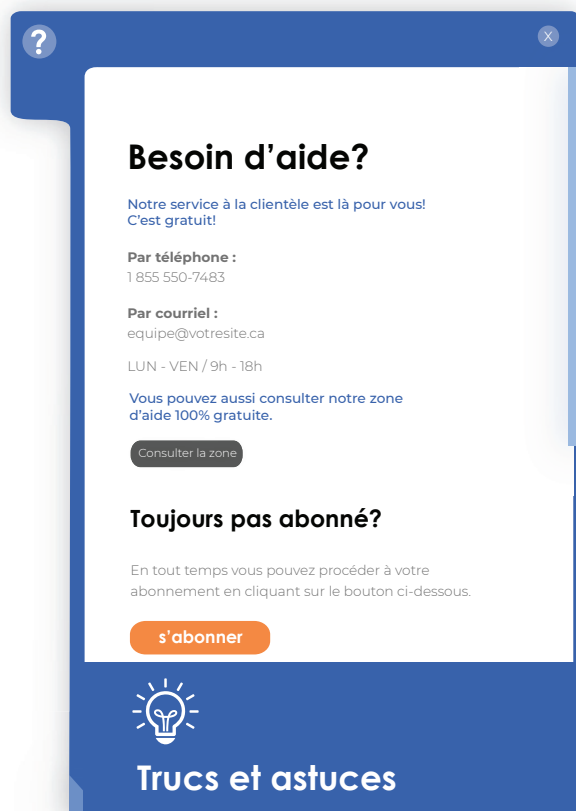 ?
X
Besoin d'aide?
Notre service à la clientèle est là pour vous!
C'est gratuit!
Par téléphone :
1 855 550-7483
Par courriel :
equipe@votresite.ca
LUN - VEN / 9h - 18h
Vous pouvez aussi consulter notre zone
d'aide 100% gratuite.
Consulter la zone
Toujours pas abonné?
En tout temps vous pouvez procéder à votre
abonnement en cliquant sur le bouton ci-dessous.
s'abonner
Trucs et astuces